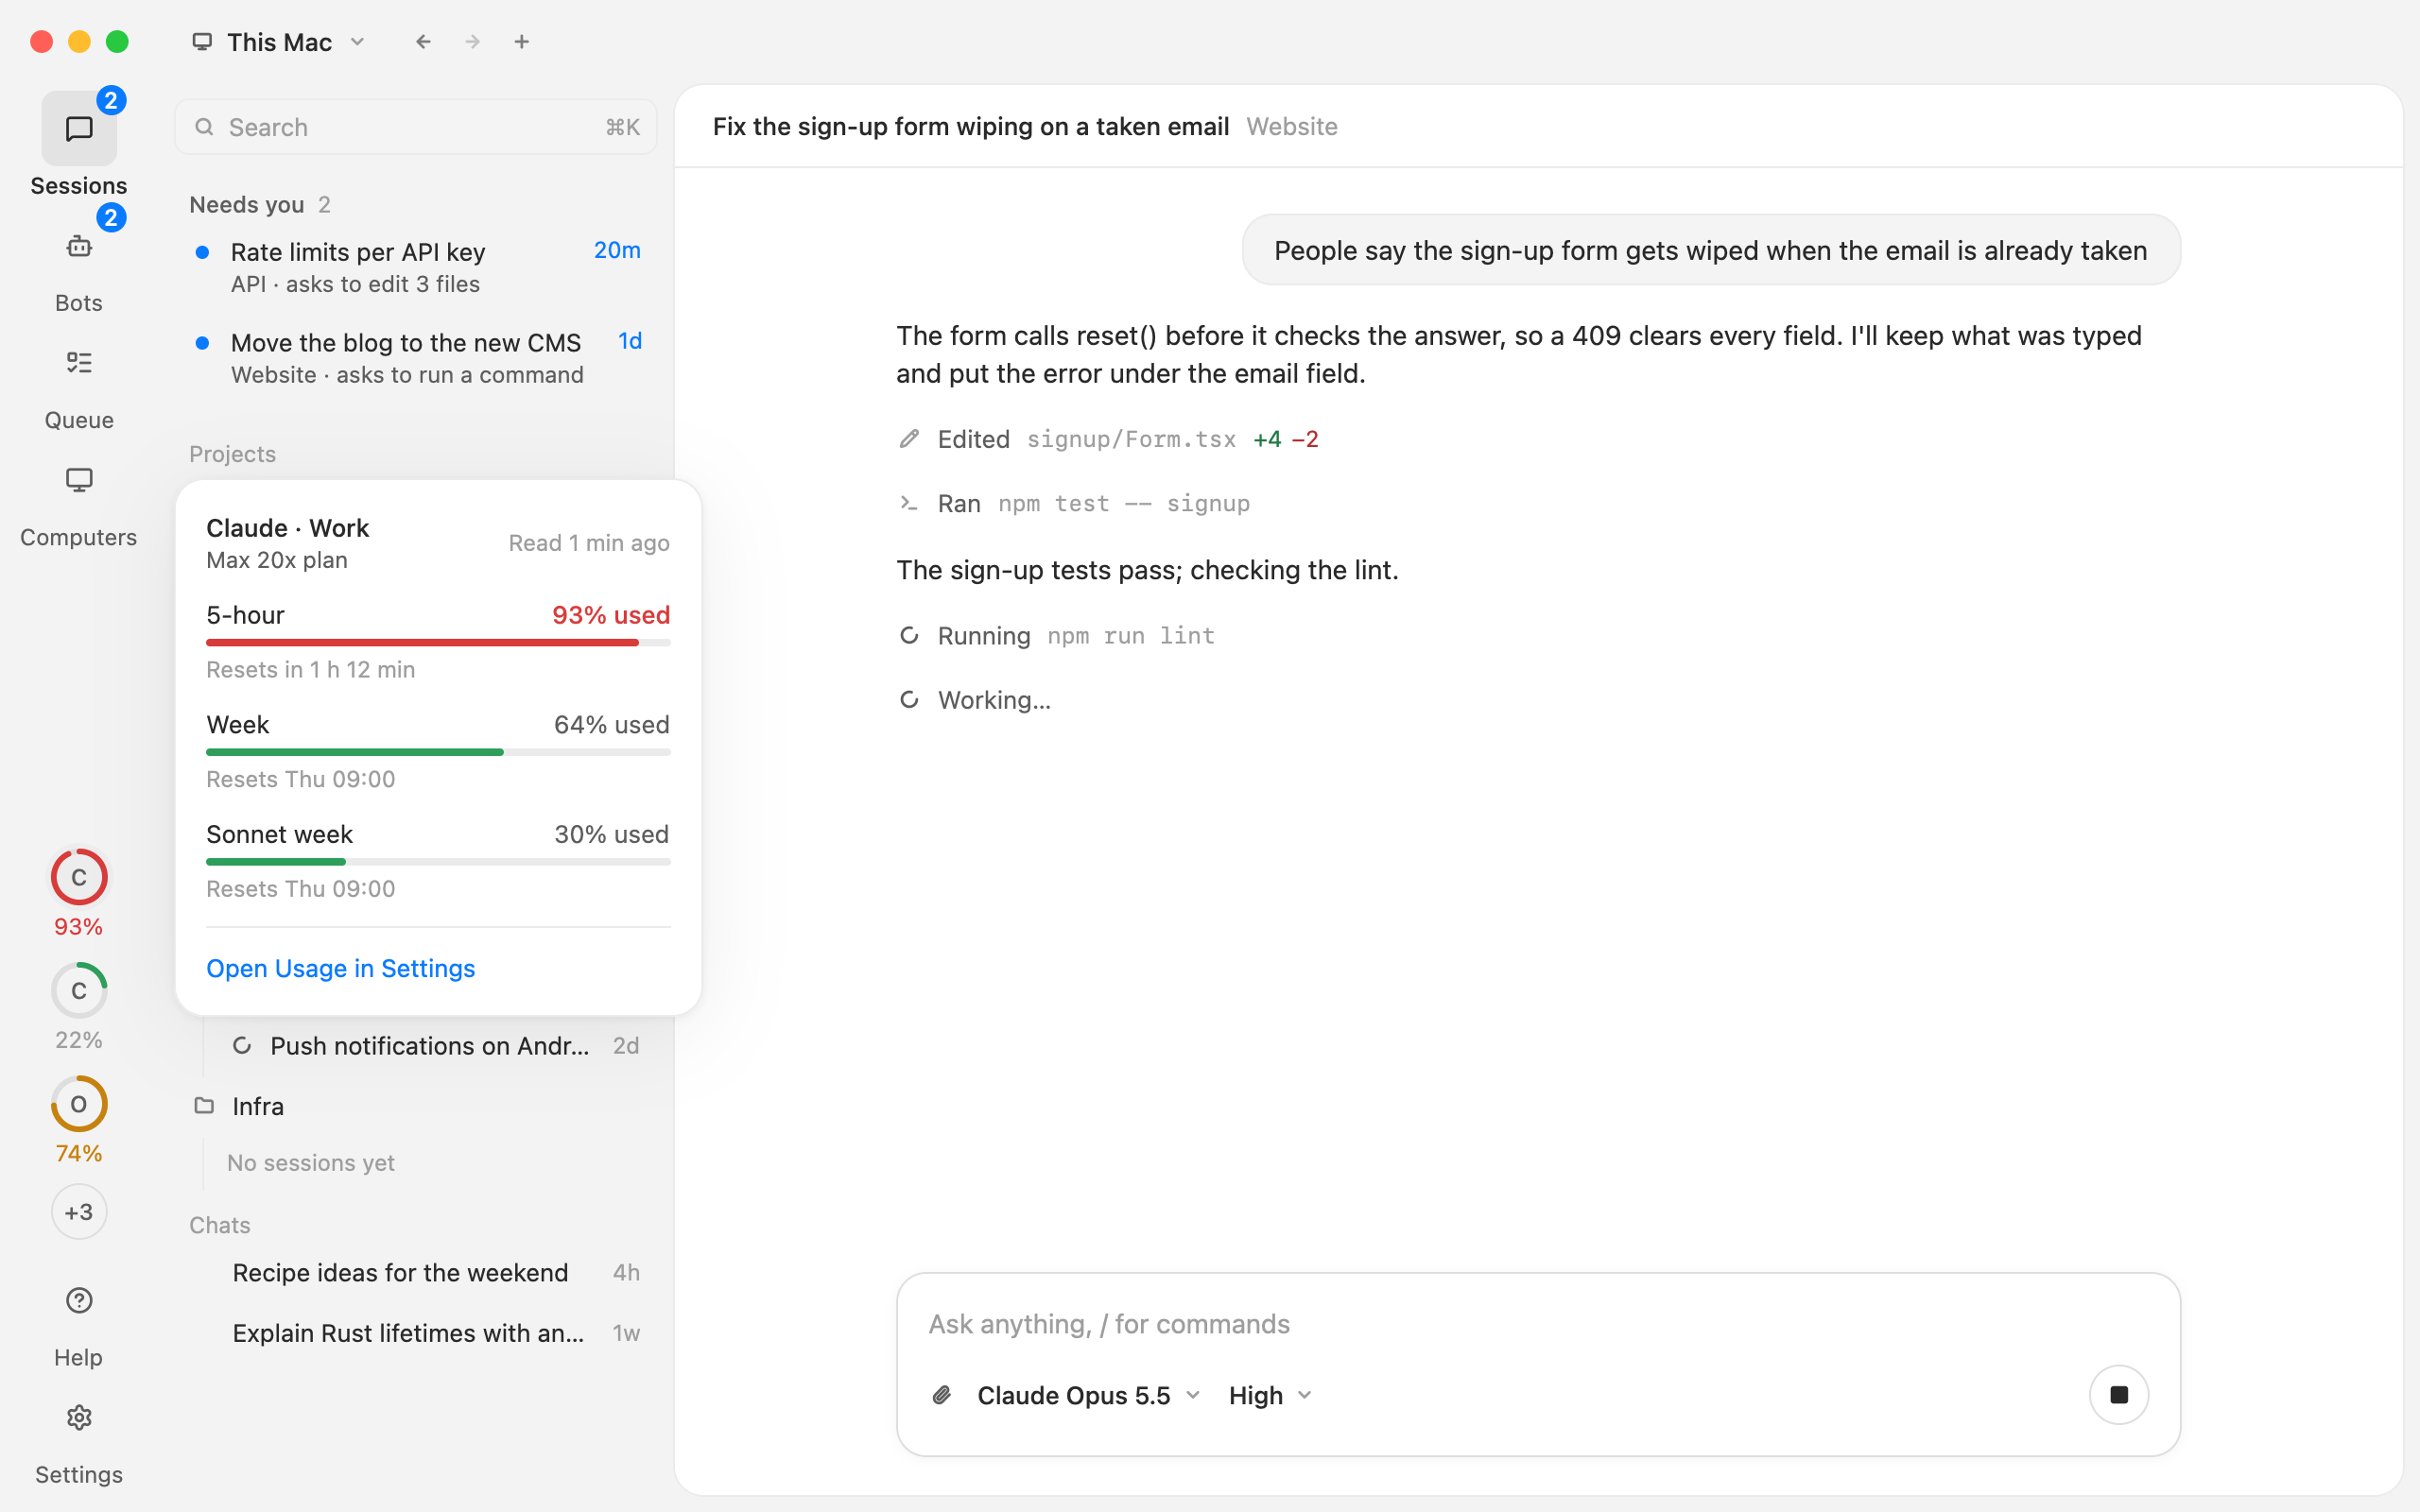 This Mac
2
Sessions
2
Bots
Queue
Computers
C
93%
C
22%
O
74%
+3
Help
Settings
Search ⌘K
Needs you 2
Rate limits per API key 20m
API · asks to edit 3 files
Move the blog to the new CMS 1d
Website · asks to run a command
Projects
Claude · Work
Max 20x plan
Read 1 min ago
5-hour 93% used
Resets in 1 h 12 min
Week 64% used
Resets Thu 09:00
Sonnet week 30% used
Resets Thu 09:00
Open Usage in Settings
Push notifications on Andr... 2d
Infra
No sessions yet
Chats
Recipe ideas for the weekend 4h
Explain Rust lifetimes with an... 1w
Fix the sign-up form wiping on a taken email Website
People say the sign-up form gets wiped when the email is already taken
The form calls reset() before it checks the answer, so a 409 clears every field. I'll keep what was typed
and put the error under the email field.
Edited signup/Form.tsx +4 −2
Ran npm test -- signup
The sign-up tests pass; checking the lint.
Running npm run lint
Working...
Ask anything, / for commands
Claude Opus 5.5 High